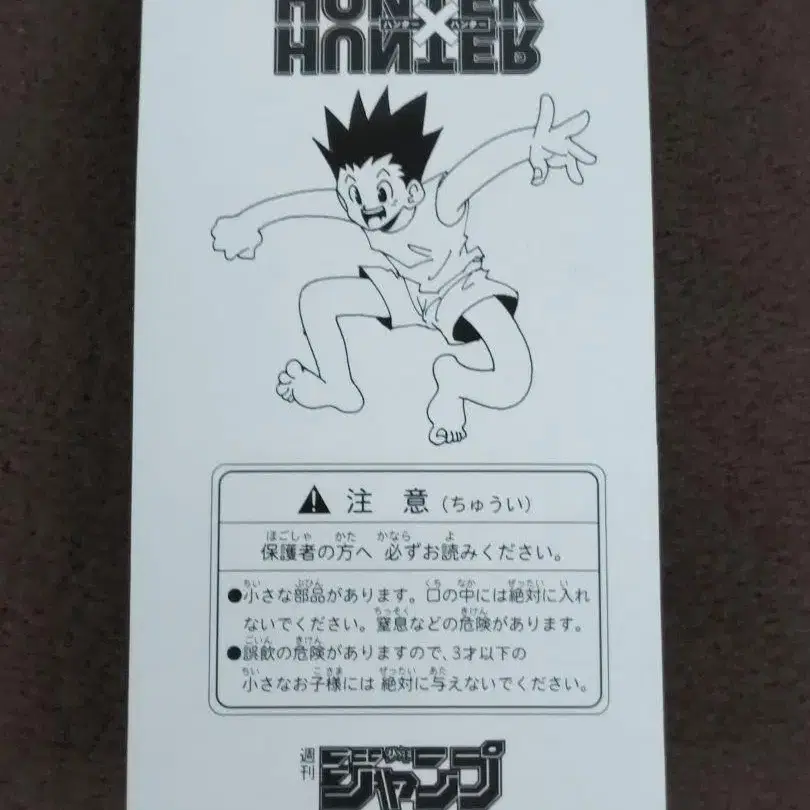 HUNTER
ハンター×ハンター
HUNTER
注意(ちゅうい)
ほごしゃ かた かなら よ
保護者の方へ 必ずお読みください。
ちい ぶひん くち なか ぜったい い
●小さな部品があります。口の中には絶対に入れ
ちっそく きけん
ないでください。窒息などの危険があります。
ごいん きけん
●誤飲の危険がありますので、3才以下の
ちい こさま ぜったい あた
小さなお子様には 絶対に与えないでください。
週刊
少年
ジャンプ